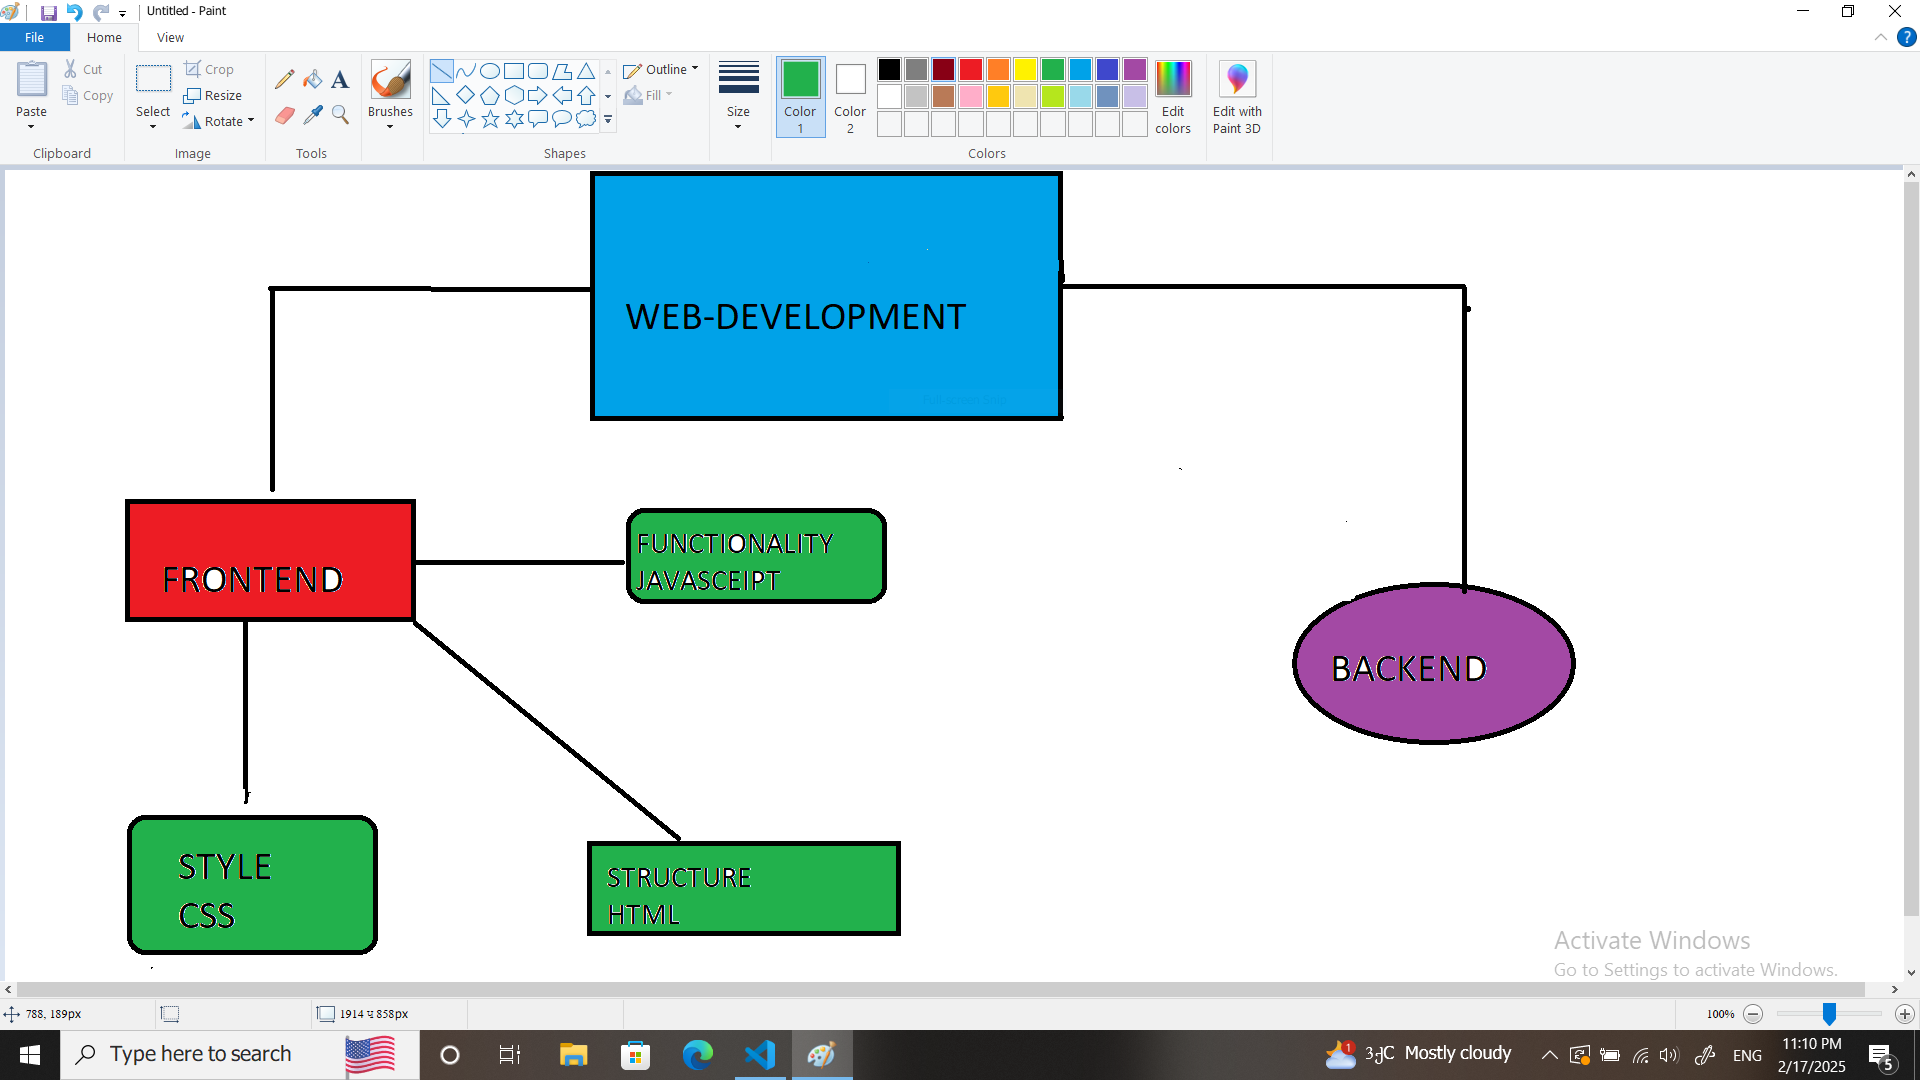 Untitled - Paint
File
Home
View
Paste
Cut
Copy
Clipboard
Select
Crop
Resize
Rotate
Image
A
Tools
Brushes
Shapes
Outline
Fill
Size
Color
1
Color
2
Edit
colors
Colors
Edit with
Paint 3D
WEB-DEVELOPMENT
FRONTEND
FUNCTIONALITY
JAVASCEIPT
BACKEND
STYLE
CSS
STRUCTURE
HTML
Activate Windows
Go to Settings to activate Windows.
788, 189px
858px
100%
Type here to search
1
Mostly cloudy
ENG
11:10 PM
2/17/2025
5